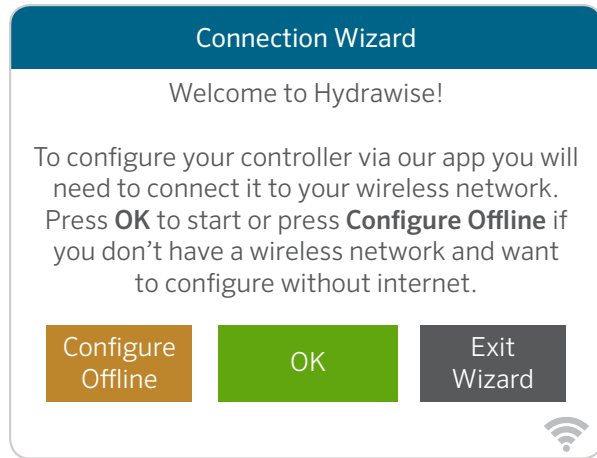 Connection Wizard
Welcome to Hydrawise!
To configure your controller via our app you will
need to connect it to your wireless network.
Press OK to start or press Configure Offline if
you don’t have a wireless network and want
to configure without internet.
Configure
Offline
OK
Exit
Wizard